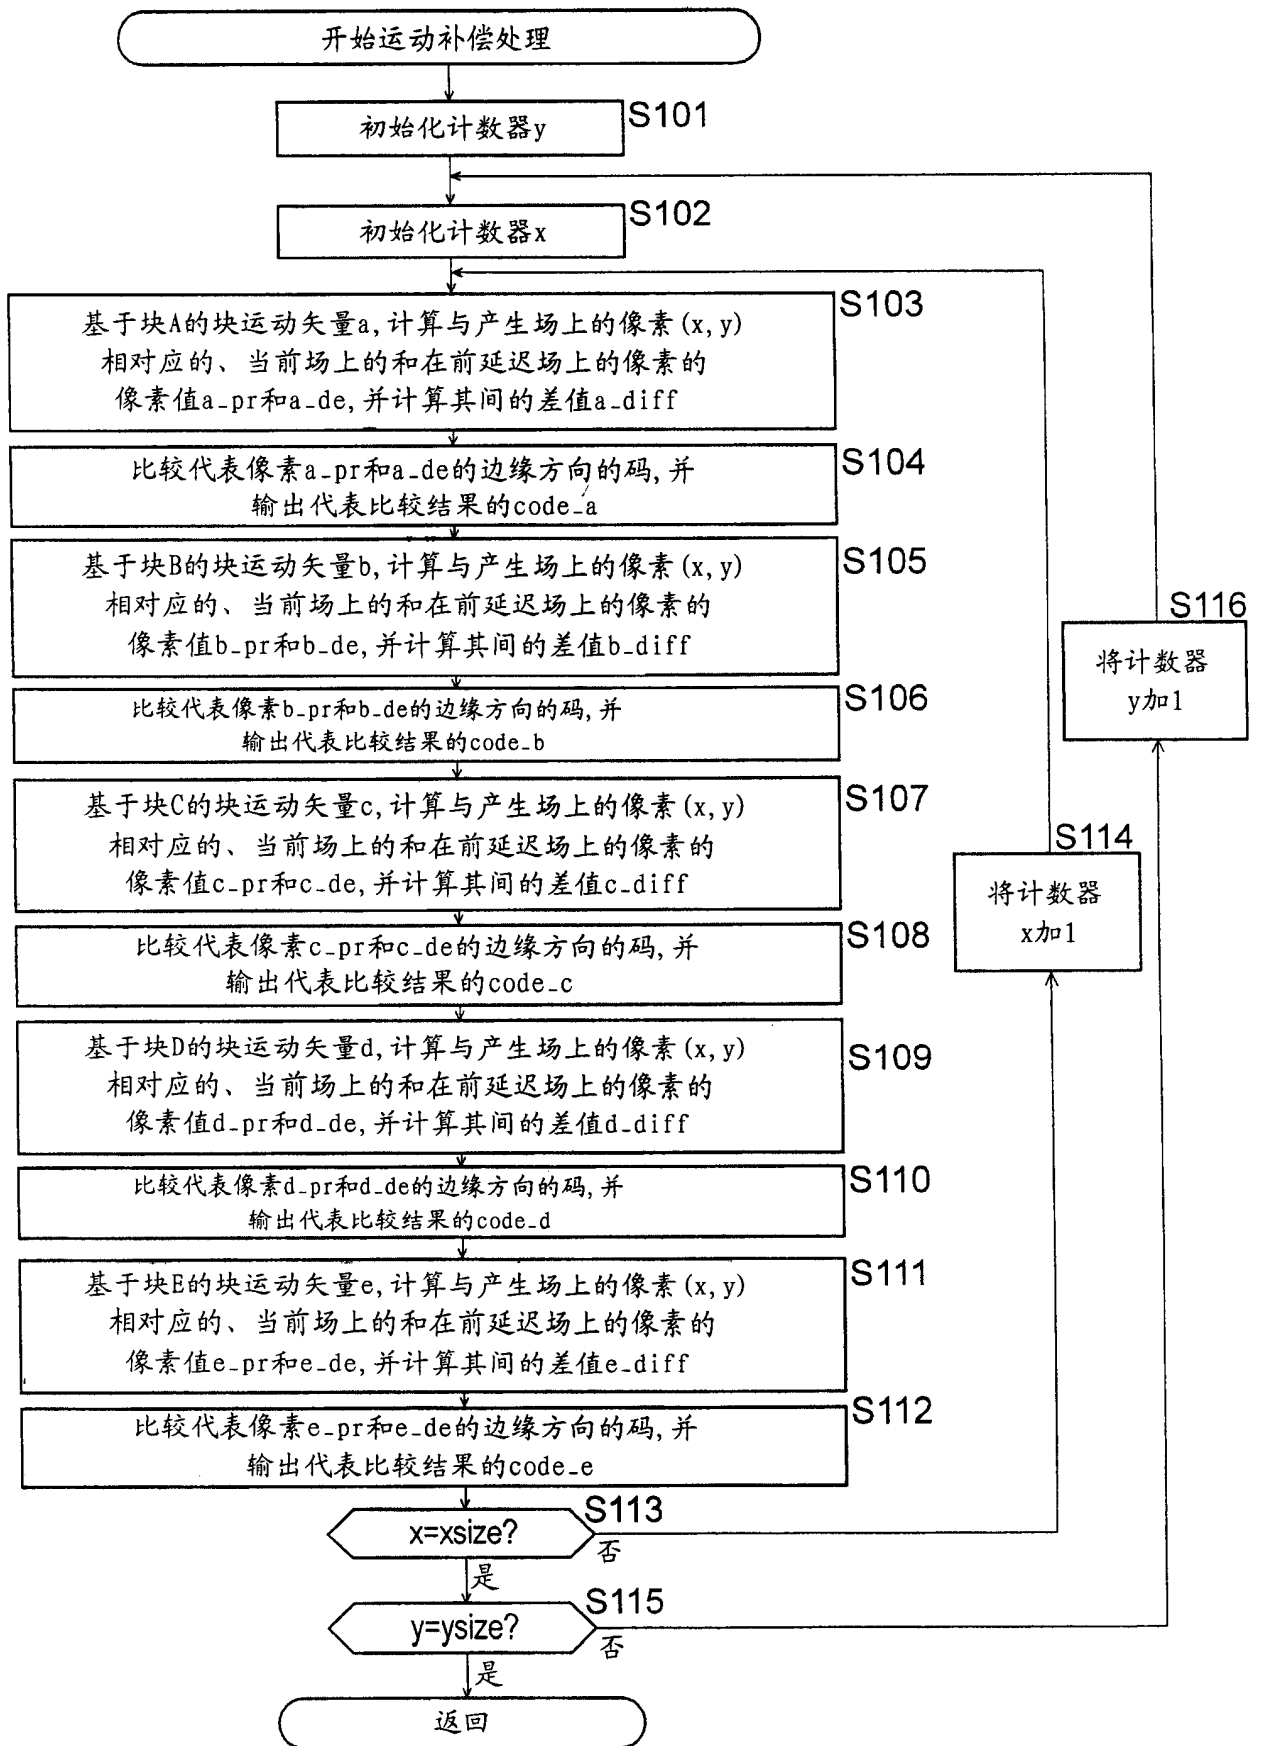 开始运动补偿处理
初始化计数器y
S101
初始化计数器x
S102
基于块A的块运动矢量a,计算与产生场上的像素(x,y)
相对应的、当前场上的和在前延迟场上的像素的
像素值a_pr和a_de,并计算其间的差值a_diff
S103
比较代表像素a_pr和a_de的边缘方向的码,并
输出代表比较结果的code_a
S104
基于块B的块运动矢量b,计算与产生场上的像素(x,y)
相对应的、当前场上的和在前延迟场上的像素的
像素值b_pr和b_de,并计算其间的差值b_diff
S105
比较代表像素b_pr和b_de的边缘方向的码,并
输出代表比较结果的code_b
S106
基于块C的块运动矢量c,计算与产生场上的像素(x,y)
相对应的、当前场上的和在前延迟场上的像素的
像素值c_pr和c_de,并计算其间的差值c_diff
S107
比较代表像素c_pr和c_de的边缘方向的码,并
输出代表比较结果的code_c
S108
基于块D的块运动矢量d,计算与产生场上的像素(x,y)
相对应的、当前场上的和在前延迟场上的像素的
像素值d_pr和d_de,并计算其间的差值d_diff
S109
比较代表像素d_pr和d_de的边缘方向的码,并
输出代表比较结果的code_d
S110
基于块E的块运动矢量e,计算与产生场上的像素(x,y)
相对应的、当前场上的和在前延迟场上的像素的
像素值e_pr和e_de,并计算其间的差值e_diff
S111
比较代表像素e_pr和e_de的边缘方向的码,并
输出代表比较结果的code_e
S112
x=xsize?
S113
否
是
S114
将计数器
x加1
y=ysize?
S115
否
是
S116
将计数器
y加1
返回